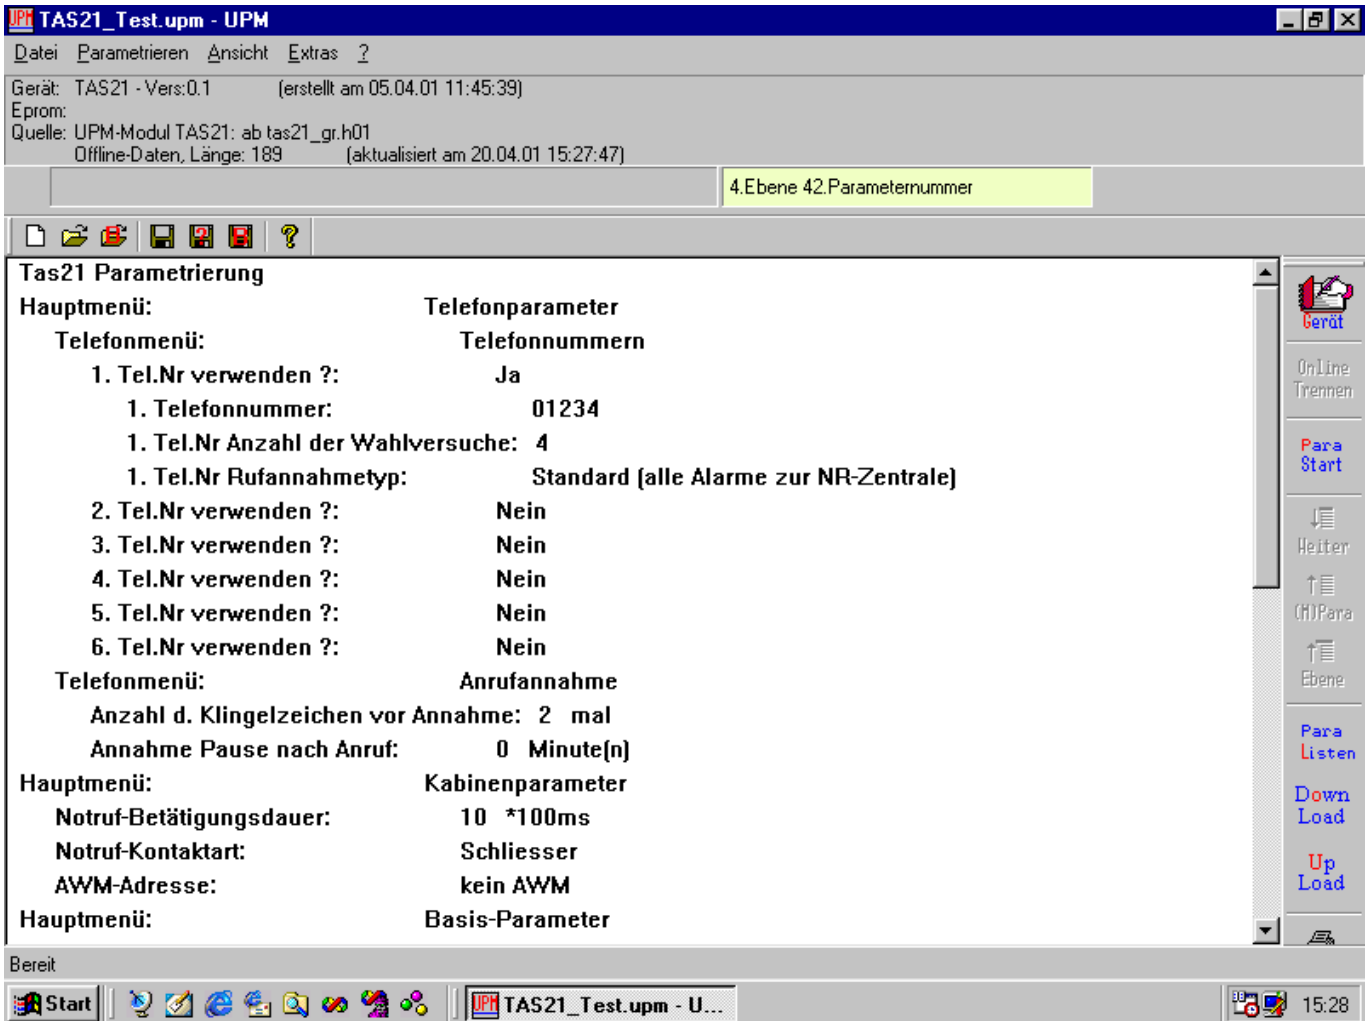 UPM TAS21_Test.upm - UPM
Datei Parametrieren Ansicht Extras ?
Gerät: TAS21 - Vers:0.1 (erstellt am 05.04.01 11:45:39)
Eprom:
Quelle: UPM-Modul TAS21: ab tas21_gr.h01
Offline-Daten, Länge: 189 (aktualisiert am 20.04.01 15:27:47)
4.Ebene 42.Parameternummer
Tas21 Parametrierung
Hauptmenü: Telefonparameter
Telefonmenü: Telefonnummern
1. Tel.Nr verwenden ?: Ja
1. Telefonnummer: 01234
1. Tel.Nr Anzahl der Wahlversuche: 4
1. Tel.Nr Rufannahmetyp: Standard (alle Alarme zur NR-Zentrale)
2. Tel.Nr verwenden ?: Nein
3. Tel.Nr verwenden ?: Nein
4. Tel.Nr verwenden ?: Nein
5. Tel.Nr verwenden ?: Nein
6. Tel.Nr verwenden ?: Nein
Telefonmenü: Anrufannahme
Anzahl d. Klingelzeichen vor Annahme: 2 mal
Annahme Pause nach Anruf: 0 Minute(n)
Hauptmenü: Kabinenparameter
Notruf-Betätigungsdauer: 10 *100ms
Notruf-Kontaktart: Schliesser
AWM-Adresse: kein AWM
Hauptmenü: Basis-Parameter
Gerät
Online
Trennen
Para
Start
Weiter
(H)Para
Ebene
Para
Listen
Down
Load
Up
Load
Bereit
Start
UPM TAS21_Test.upm - U...
15:28